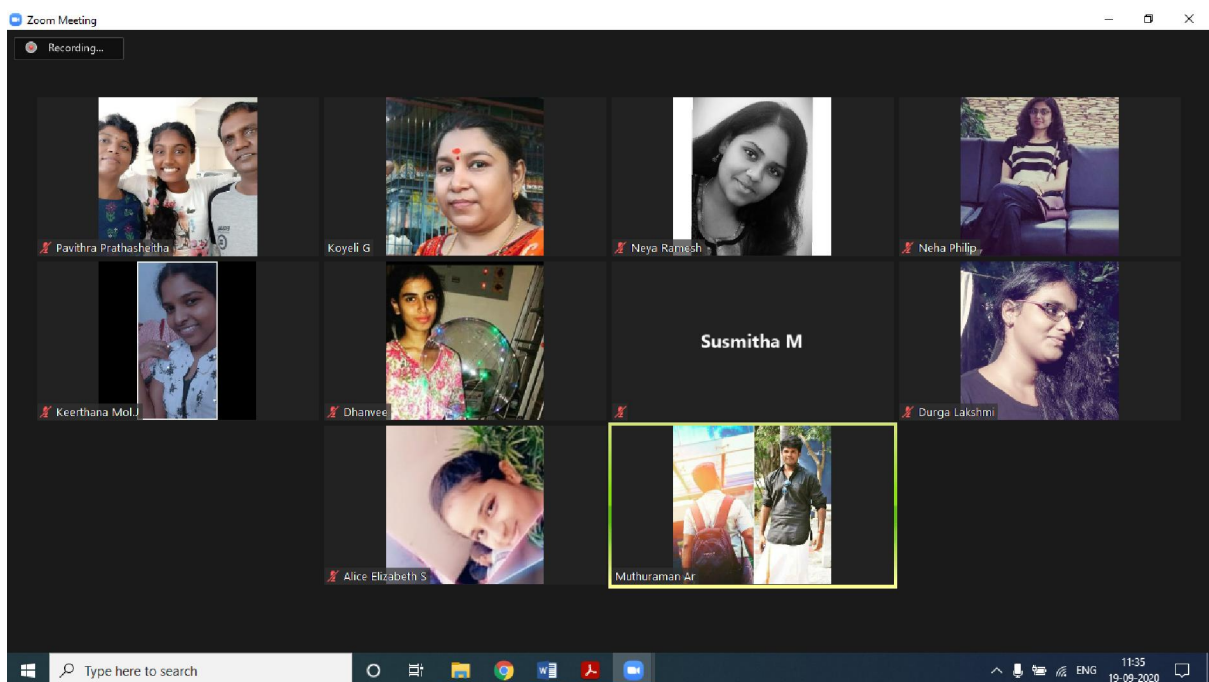 Zoom Meeting
Recording...
Pavithra Prathasheitha
Koyeli G
Neya Ramesh
Neha Philip
Keerthana Mol.J
Dhanvee
Susmitha M
Durga Lakshmi
Alice Elizabeth S
Muthuraman Ar
Type here to search
ENG
11:35
19-09-2020